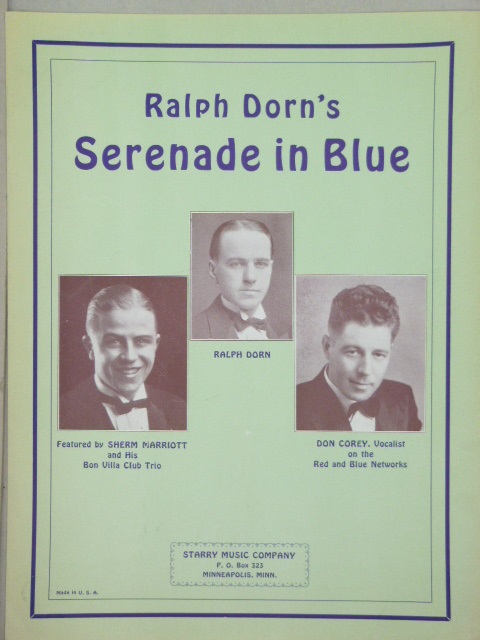 Ralph Dorn's
Serenade in Blue
RALPH DORN
Featured by SHERM MARRIOTT
and His
Bon Villa Club Trio
DON COREY, Vocalist
on the
Red and Blue Networks
STARRY MUSIC COMPANY
P. O. Box 323
MINNEAPOLIS, MINN.
Made in U. S. A.